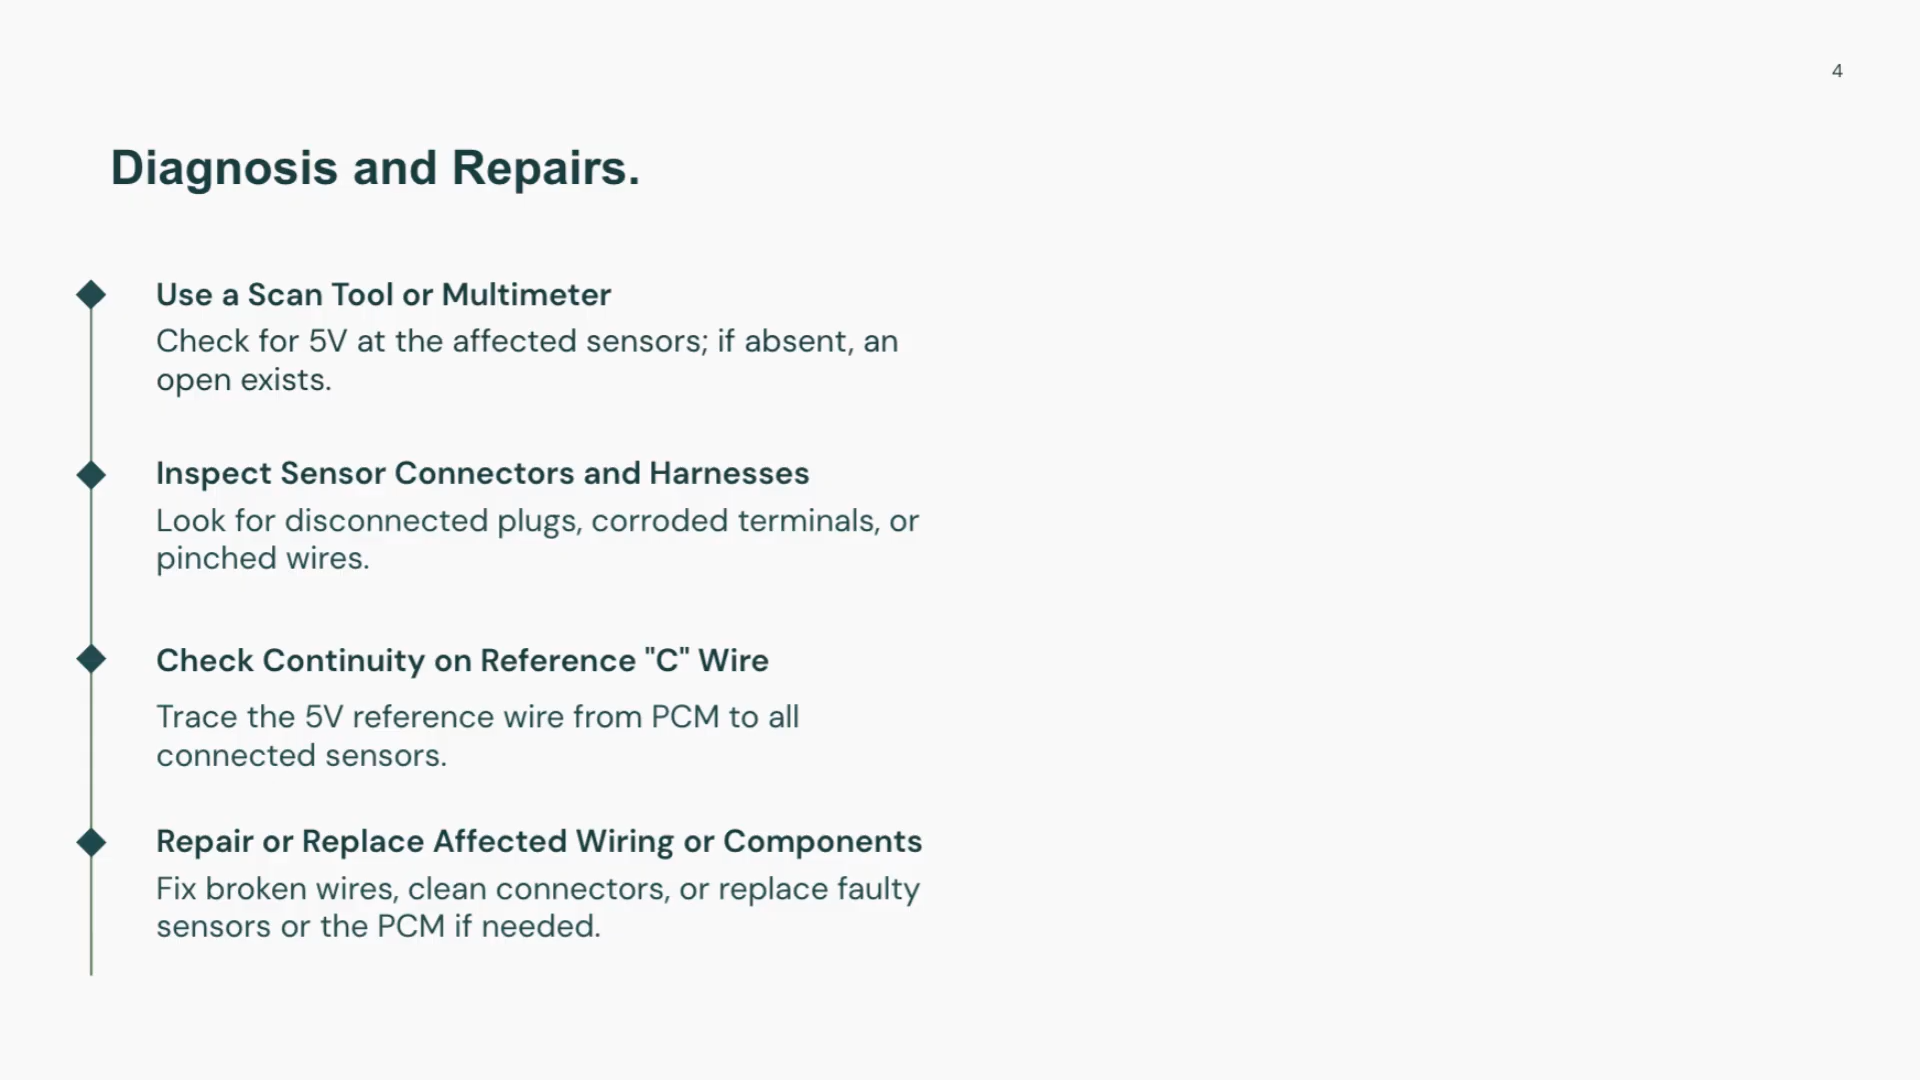 4
Diagnosis and Repairs.
Use a Scan Tool or Multimeter
Check for 5V at the affected sensors; if absent, an
open exists.
Inspect Sensor Connectors and Harnesses
Look for disconnected plugs, corroded terminals, or
pinched wires.
Check Continuity on Reference "C" Wire
Trace the 5V reference wire from PCM to all
connected sensors.
Repair or Replace Affected Wiring or Components
Fix broken wires, clean connectors, or replace faulty
sensors or the PCM if needed.